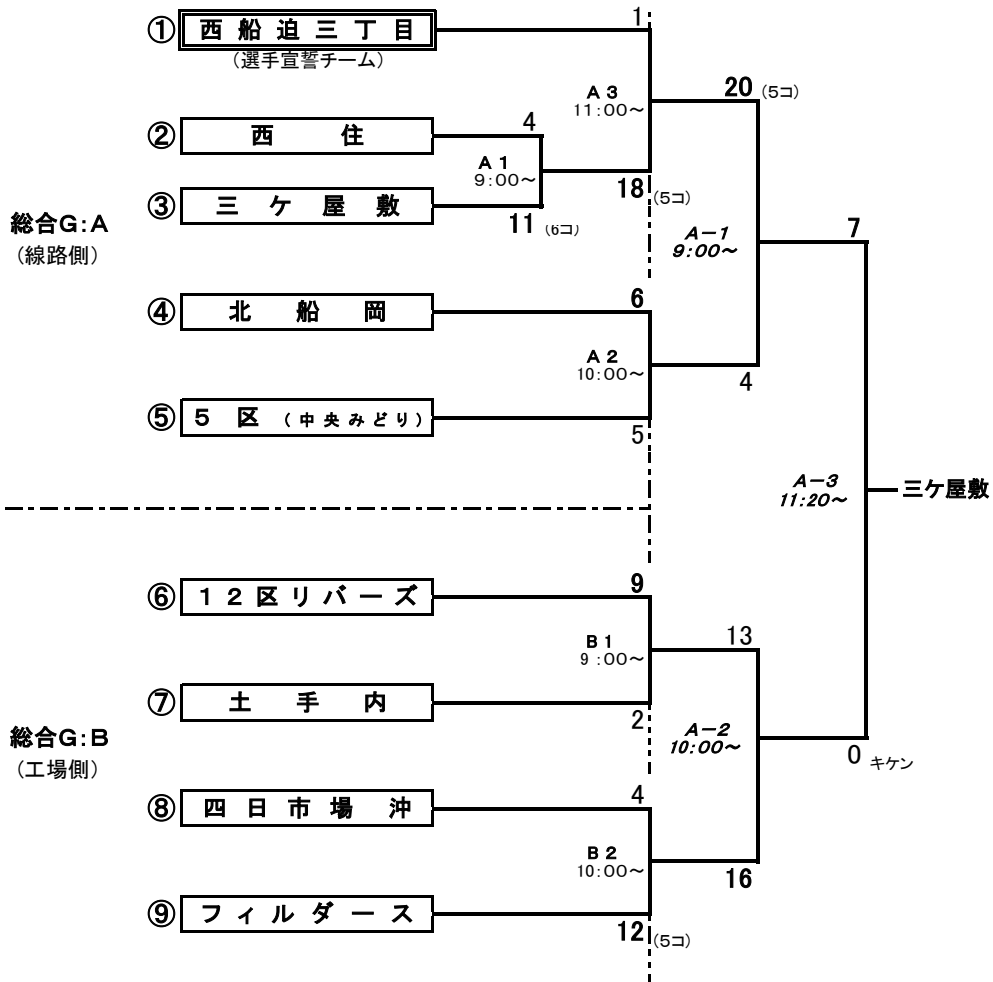 1
① 西船迫三丁目
(選手宣誓チーム)
A3
11:00～
20 (5コ)
② 西住
4
A1
9:00～
18 (5コ)
③ 三ケ屋敷
11 (6コ)
総合G:A
(線路側)
A-1
9:00～
7
④ 北船岡
6
A2
10:00～
4
⑤ 5区(中央みどり)
5
A-3
11:20～
三ケ屋敷
⑥ 12区リバーズ
9
B1
9:00～
13
⑦ 土手内
2
総合G:B
(工場側)
A-2
10:00～
0 キケン
⑧ 四日市場沖
4
B2
10:00～
16
⑨ フィルダース
12 (5コ)